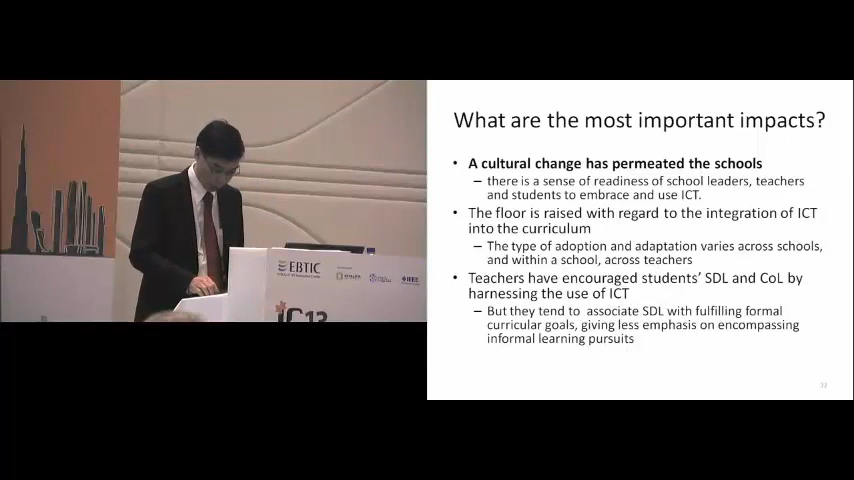 What are the most important impacts?
• A cultural change has permeated the schools
– there is a sense of readiness of school leaders, teachers
and students to embrace and use ICT.
• The floor is raised with regard to the integration of ICT
into the curriculum
– The type of adoption and adaptation varies across schools,
and within a school, across teachers
• Teachers have encouraged students' SDL and CoL by
harnessing the use of ICT
– But they tend to associate SDL with fulfilling formal
curricular goals, giving less emphasis on encompassing
informal learning pursuits
EBTIC
IEEE
13